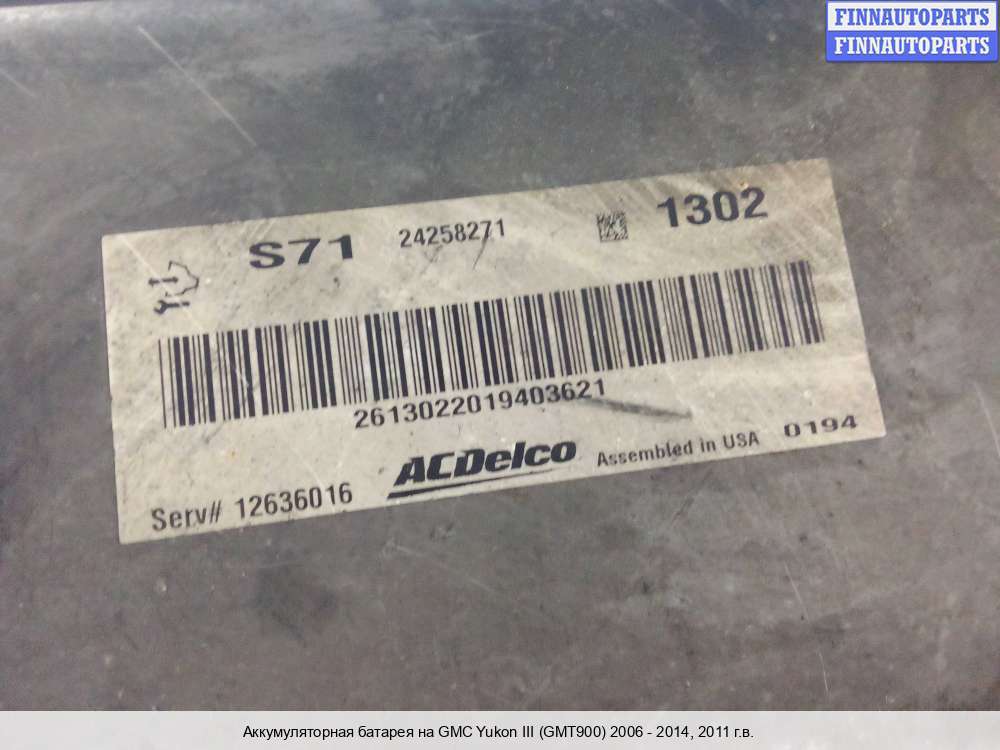 FINNAUTOPARTS
FINNAUTOPARTS
S71 24258271 1302
2613022019403621
Serv# 12636016 ACDelco Assembled in USA 0194
Аккумуляторная батарея на GMC Yukon III (GMT900) 2006 - 2014, 2011 г.в.